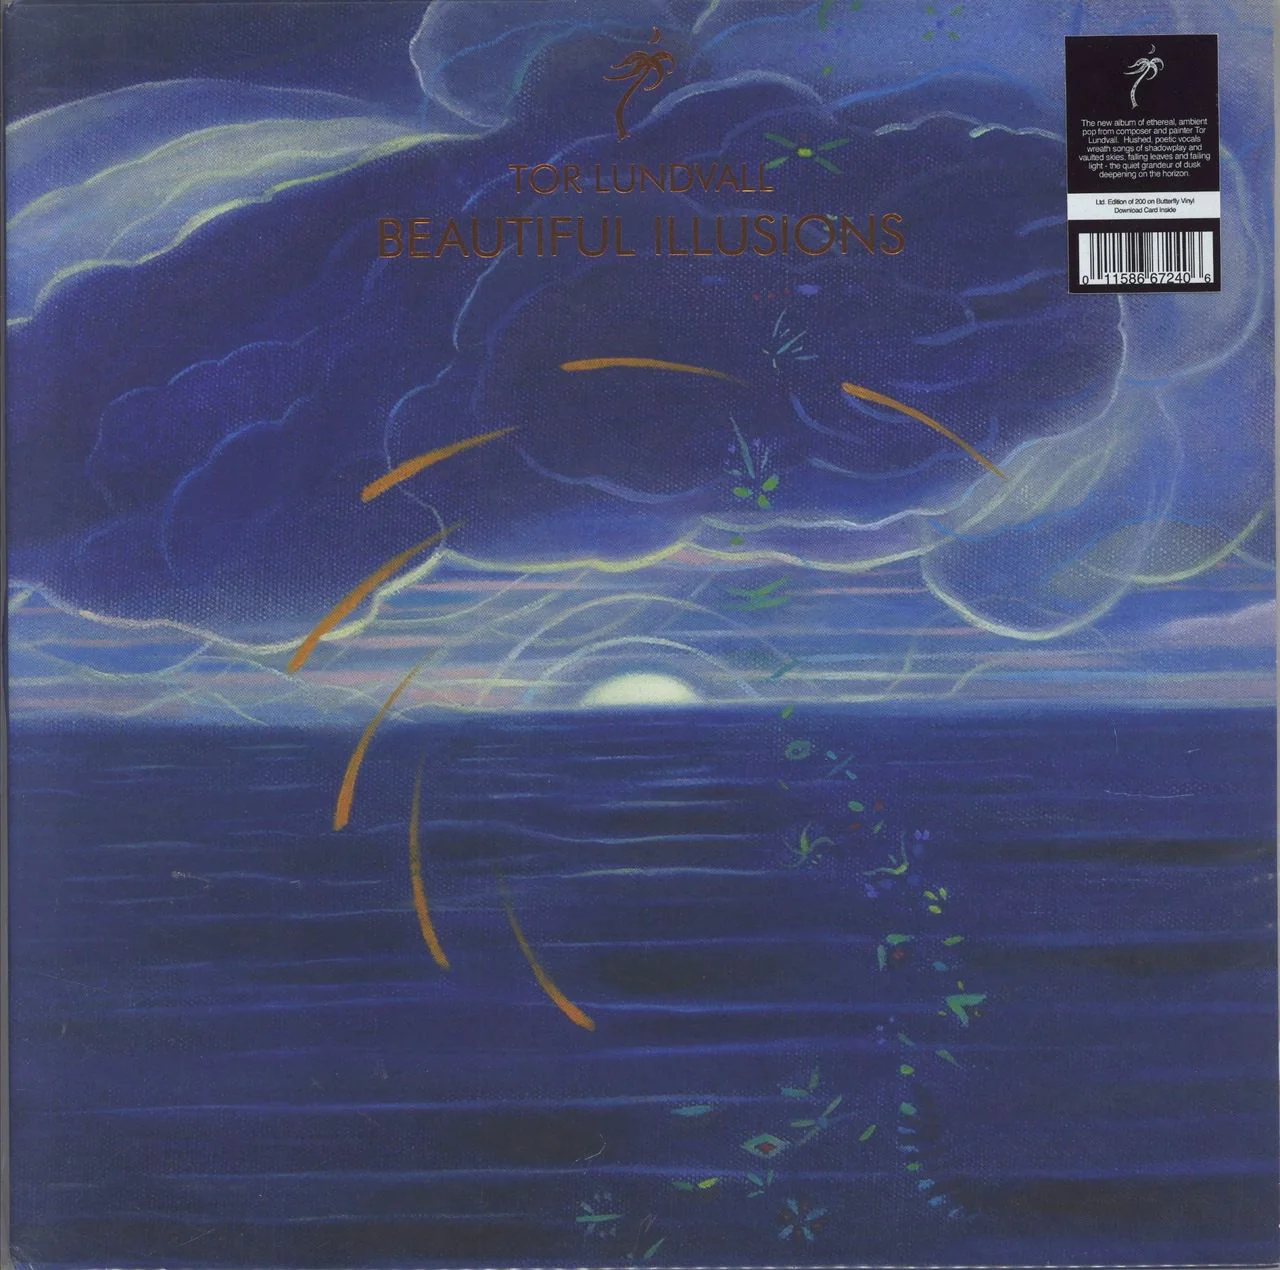 TOR LUNDVALL
BEAUTIFUL ILLUSIONS
The new album of ethereal, ambient
pop from composer and painter Tor
Lundvall. Hushed, poetic vocals
wreath songs of shadowplay and
vaulted skies, falling leaves and failing
light - the quiet grandeur of dusk
deepening on the horizon.
Ltd. Edition of 200 on Butterfly Vinyl
Download Card Inside
0 11586 67240 6